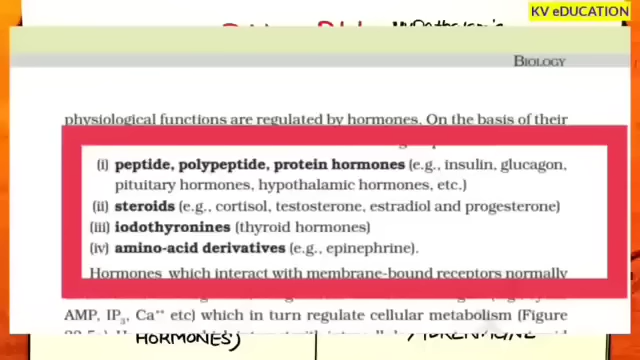 KV eDUCATION
Hypothalamic
BIOLOGY
physiological functions are regulated by hormones. On the basis of their
(i) peptide, polypeptide, protein hormones (e.g., insulin, glucagon,
pituitary hormones, hypothalamic hormones, etc.)
(ii) steroids (e.g., cortisol, testosterone, estradiol and progesterone)
(iii) iodothyronines (thyroid hormones)
(iv) amino-acid derivatives (e.g., epinephrine).
Hormones which interact with membrane-bound receptors normally
AMP, IP₃, Ca⁺⁺ etc) which in turn regulate cellular metabolism (Figure
HORMONES)